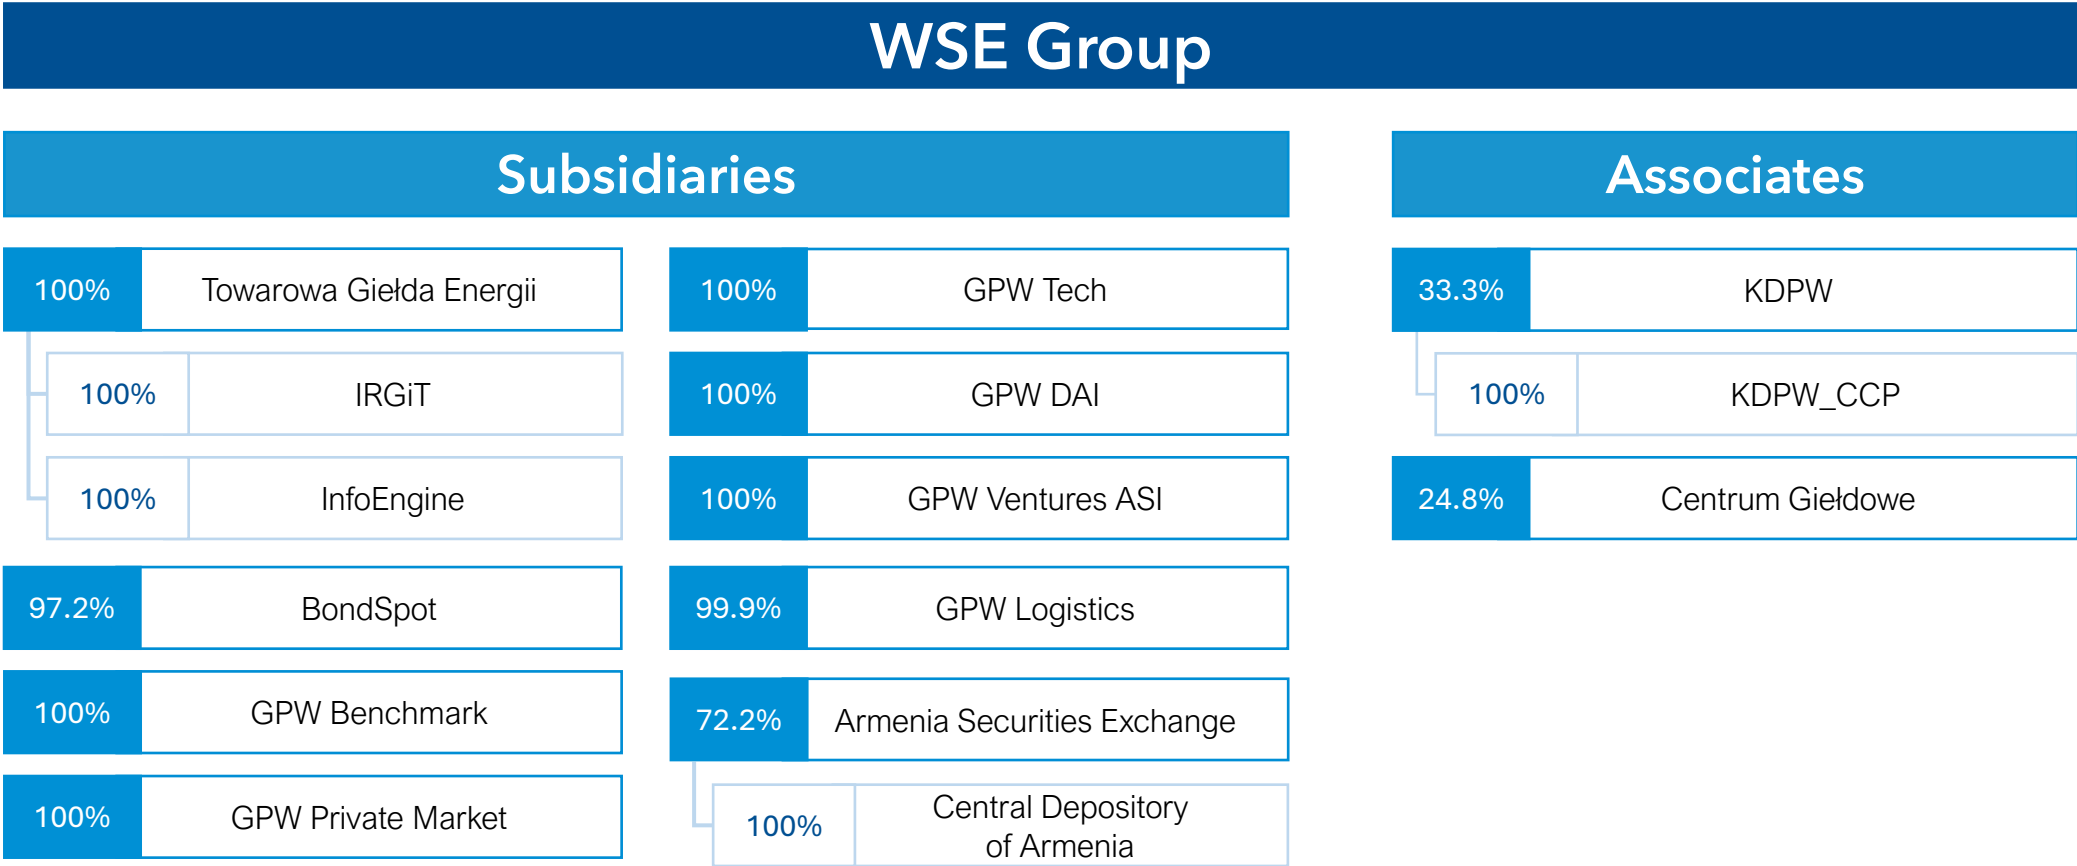 WSE Group
Subsidiaries
100% Towarowa Giełda Energii
100% IRGiT
100% InfoEngine
97.2% BondSpot
100% GPW Benchmark
100% GPW Private Market
100% GPW Tech
100% GPW DAI
100% GPW Ventures ASI
99.9% GPW Logistics
72.2% Armenia Securities Exchange
100% Central Depository
of Armenia
Associates
33.3% KDPW
100% KDPW_CCP
24.8% Centrum Giełdowe